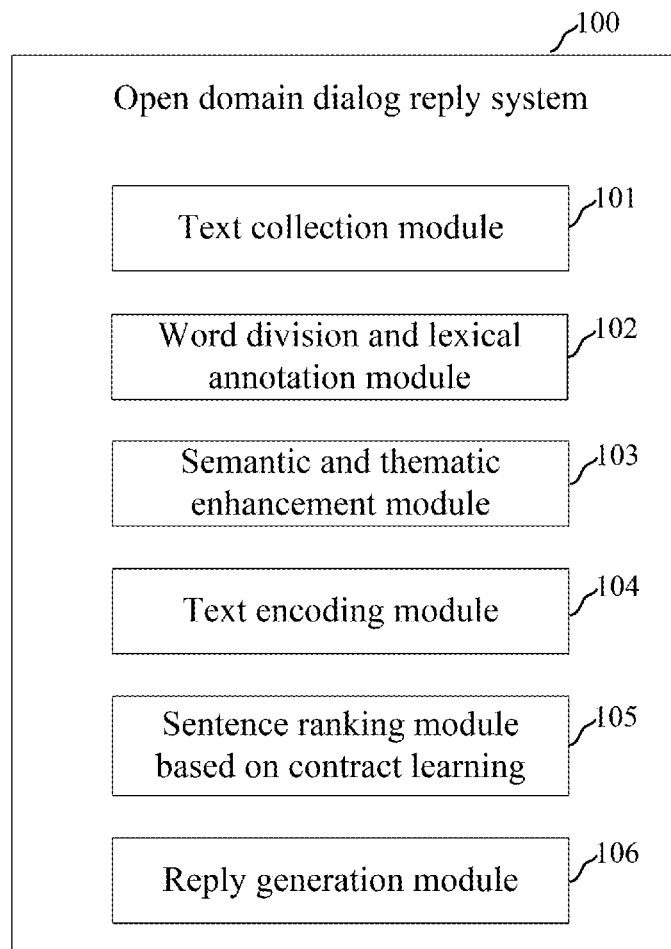 100
Open domain dialog reply system
101
Text collection module
102
Word division and lexical
annotation module
103
Semantic and thematic
enhancement module
104
Text encoding module
105
Sentence ranking module
based on contract learning
106
Reply generation module